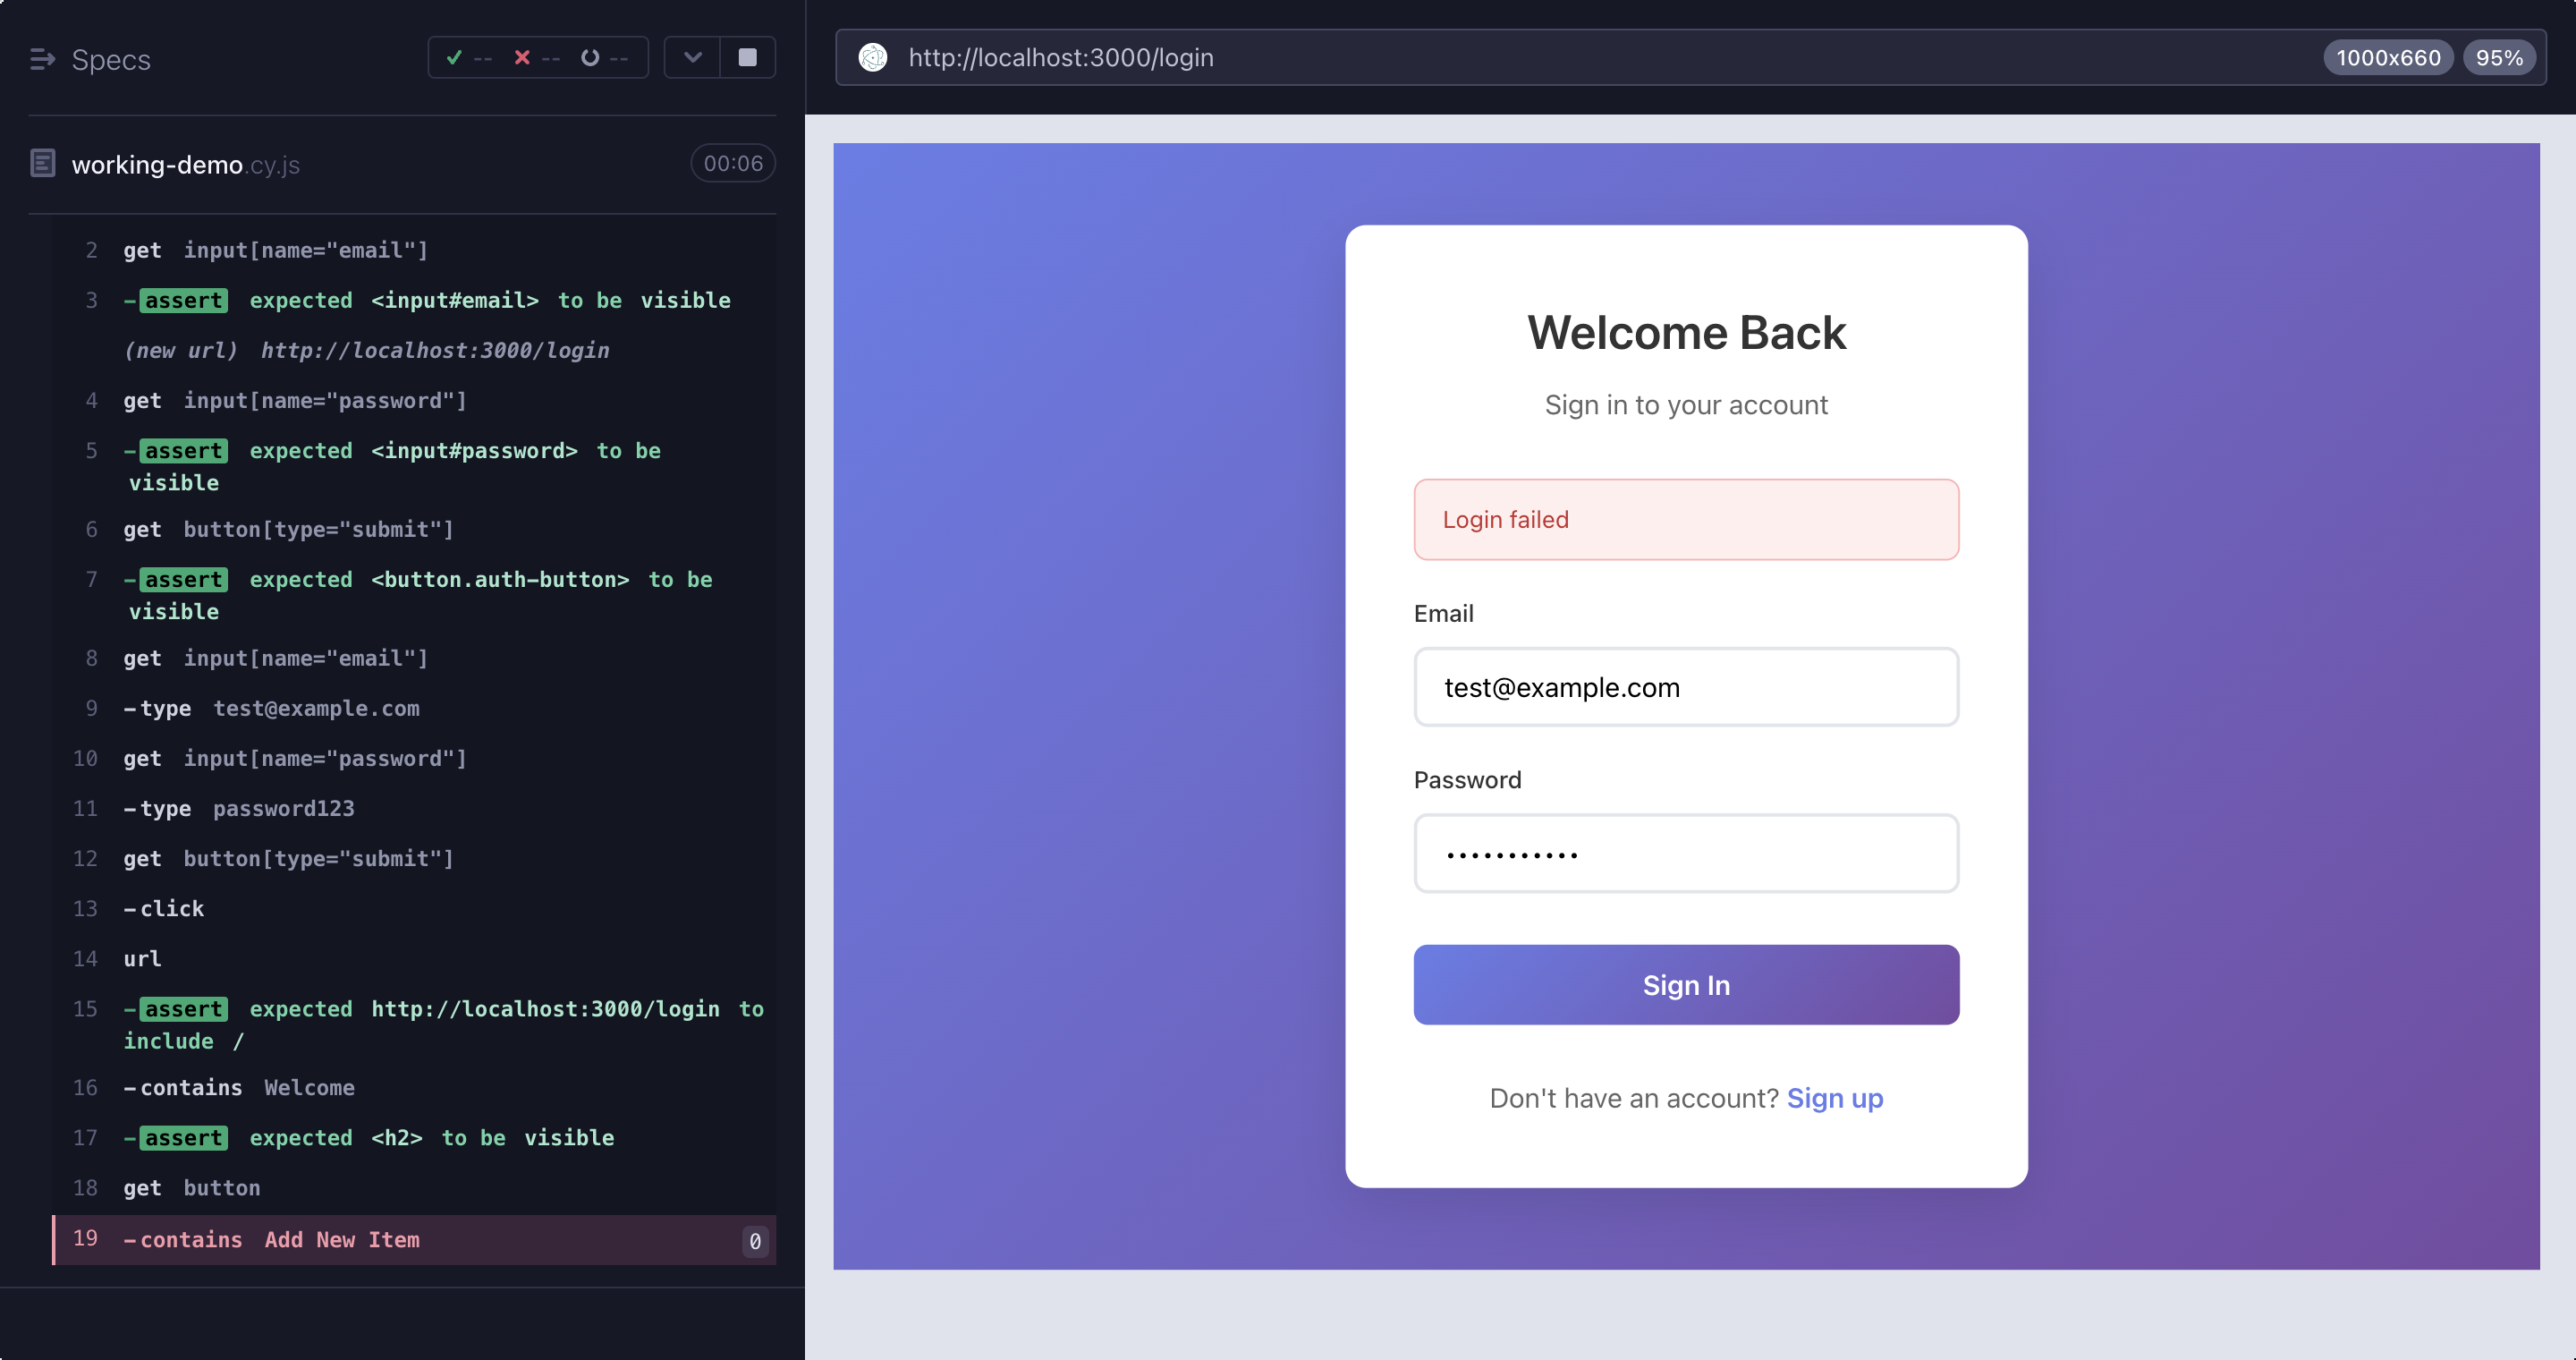 Specs
-- -- --
working-demo.cy.js 00:06
2 get input[name="email"]
3 -assert expected <input#email> to be visible
(new url) http://localhost:3000/login
4 get input[name="password"]
5 -assert expected <input#password> to be
visible
6 get button[type="submit"]
7 -assert expected <button.auth-button> to be
visible
8 get input[name="email"]
9 -type test@example.com
10 get input[name="password"]
11 -type password123
12 get button[type="submit"]
13 -click
14 url
15 -assert expected http://localhost:3000/login to
include /
16 -contains Welcome
17 -assert expected <h2> to be visible
18 get button
19 -contains Add New Item 0
http://localhost:3000/login 1000x660 95%
Welcome Back
Sign in to your account
Login failed
Email
test@example.com
Password
•••••••••••
Sign In
Don't have an account? Sign up